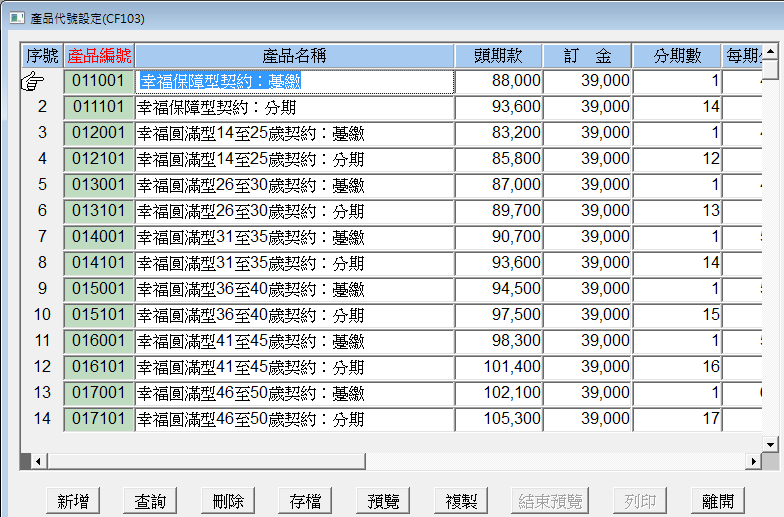 產品代號設定(CF103)
序號 產品編號 產品名稱 頭期款 訂 金 分期數 每期
011001 幸福保障型契約：躉繳 88,000 39,000 1
2 011101 幸福保障型契約：分期 93,600 39,000 14
3 012001 幸福圓滿型14至25歲契約：躉繳 83,200 39,000 1
4 012101 幸福圓滿型14至25歲契約：分期 85,800 39,000 12
5 013001 幸福圓滿型26至30歲契約：躉繳 87,000 39,000 1
6 013101 幸福圓滿型26至30歲契約：分期 89,700 39,000 13
7 014001 幸福圓滿型31至35歲契約：躉繳 90,700 39,000 1
8 014101 幸福圓滿型31至35歲契約：分期 93,600 39,000 14
9 015001 幸福圓滿型36至40歲契約：躉繳 94,500 39,000 1
10 015101 幸福圓滿型36至40歲契約：分期 97,500 39,000 15
11 016001 幸福圓滿型41至45歲契約：躉繳 98,300 39,000 1
12 016101 幸福圓滿型41至45歲契約：分期 101,400 39,000 16
13 017001 幸福圓滿型46至50歲契約：躉繳 102,100 39,000 1
14 017101 幸福圓滿型46至50歲契約：分期 105,300 39,000 17
新增 查詢 刪除 存檔 預覽 複製 結束預覽 列印 離開